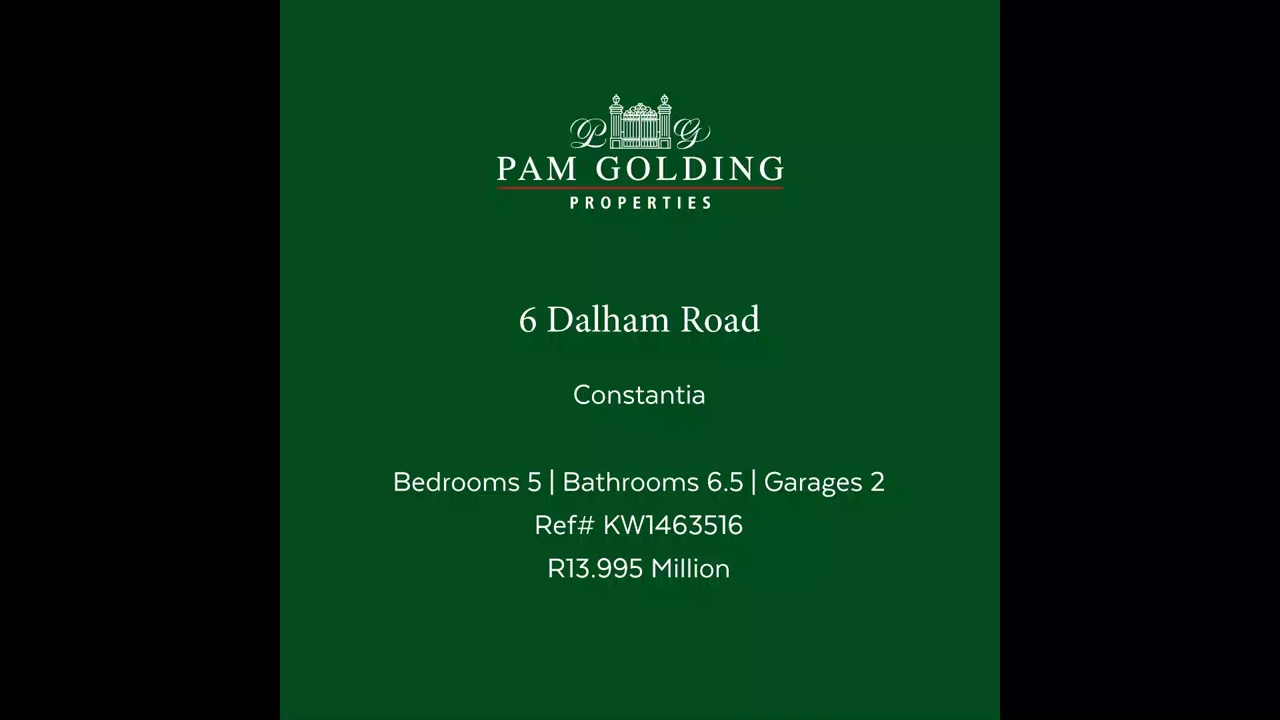 P G
PAM GOLDING
PROPERTIES
6 Dalham Road
Constantia
Bedrooms 5 | Bathrooms 6.5 | Garages 2
Ref# KW1463516
R13.995 Million